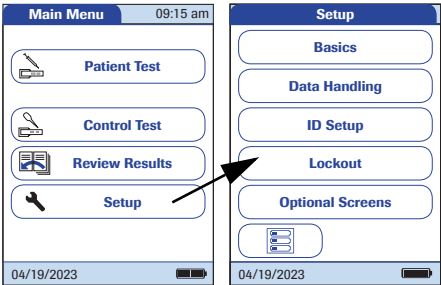 Main Menu 09:15 am
Patient Test
Control Test
Review Results
Setup
04/19/2023
Setup
Basics
Data Handling
ID Setup
Lockout
Optional Screens
04/19/2023